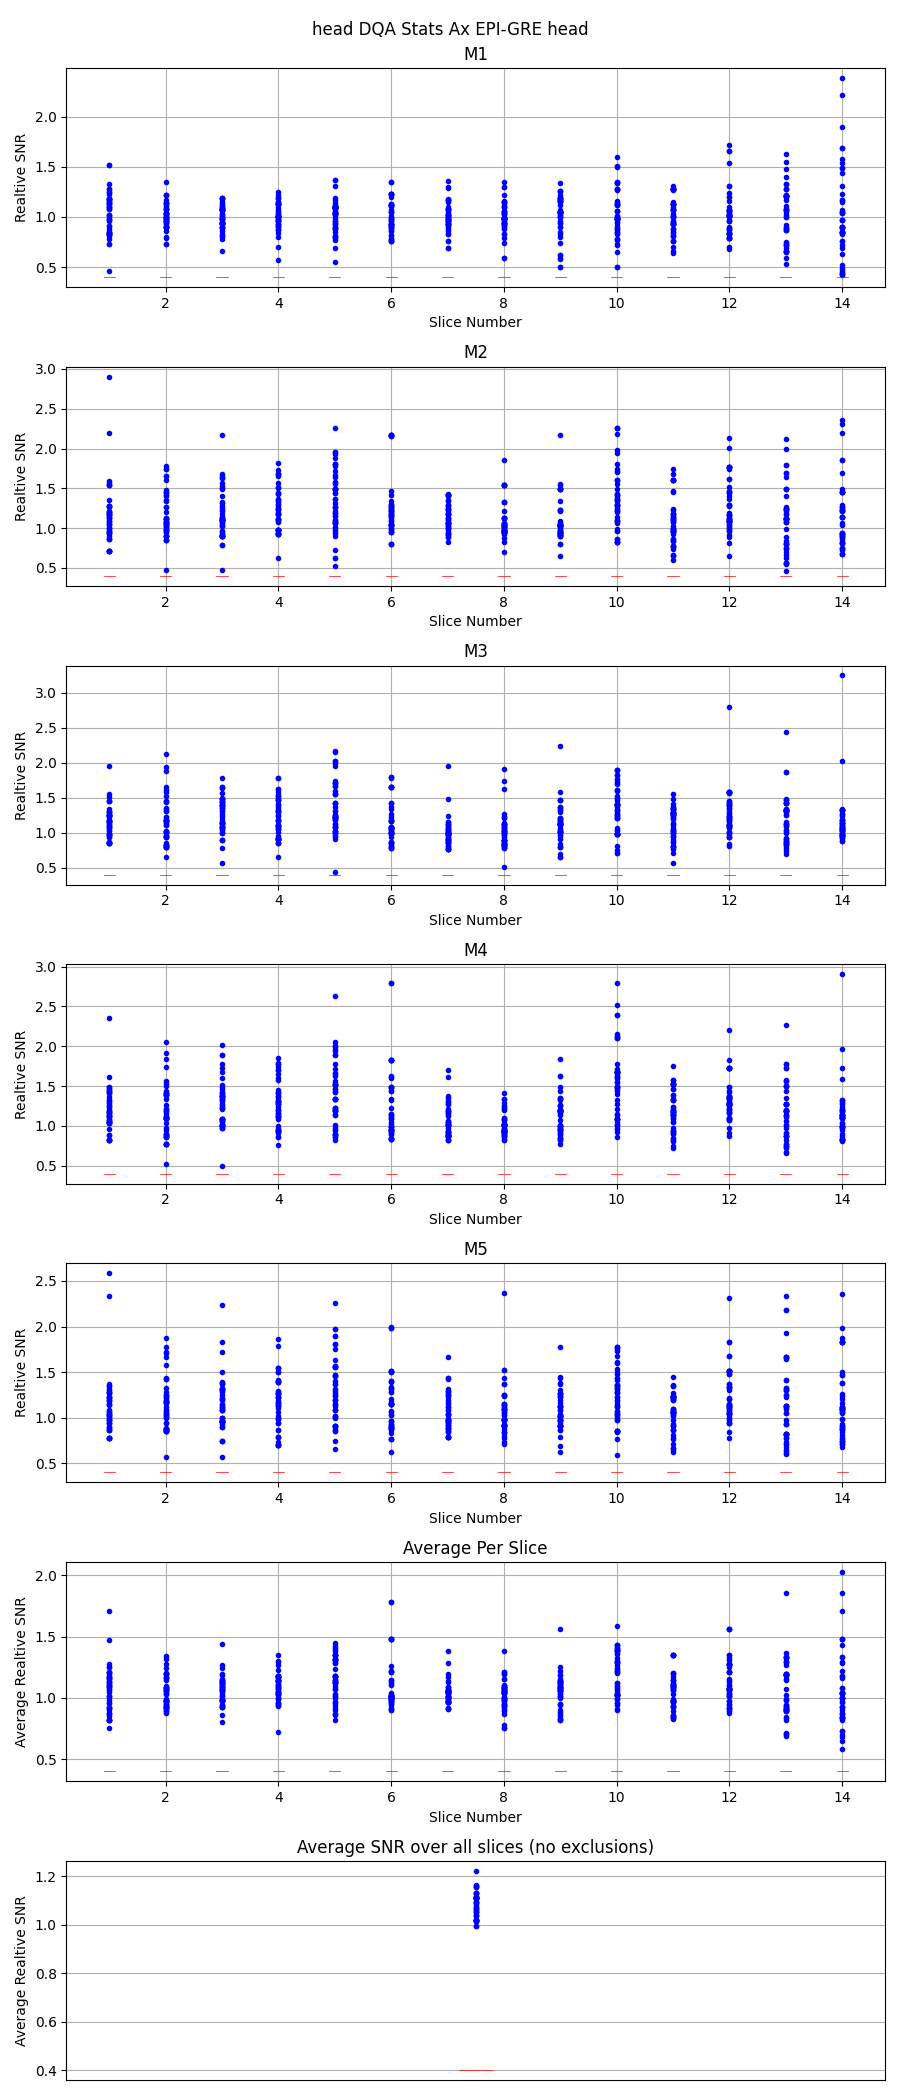 head DQA Stats Ax EPI-GRE head
M1
Realtive SNR
2.0
1.5
1.0
0.5
2 4 6 8 10 12 14
Slice Number
M2
Realtive SNR
3.0
2.5
2.0
1.5
1.0
0.5
2 4 6 8 10 12 14
Slice Number
M3
Realtive SNR
3.0
2.5
2.0
1.5
1.0
0.5
2 4 6 8 10 12 14
Slice Number
M4
Realtive SNR
3.0
2.5
2.0
1.5
1.0
0.5
2 4 6 8 10 12 14
Slice Number
M5
Realtive SNR
2.5
2.0
1.5
1.0
0.5
2 4 6 8 10 12 14
Slice Number
Average Per Slice
Average Realtive SNR
2.0
1.5
1.0
0.5
2 4 6 8 10 12 14
Slice Number
Average SNR over all slices (no exclusions)
Average Realtive SNR
1.2
1.0
0.8
0.6
0.4